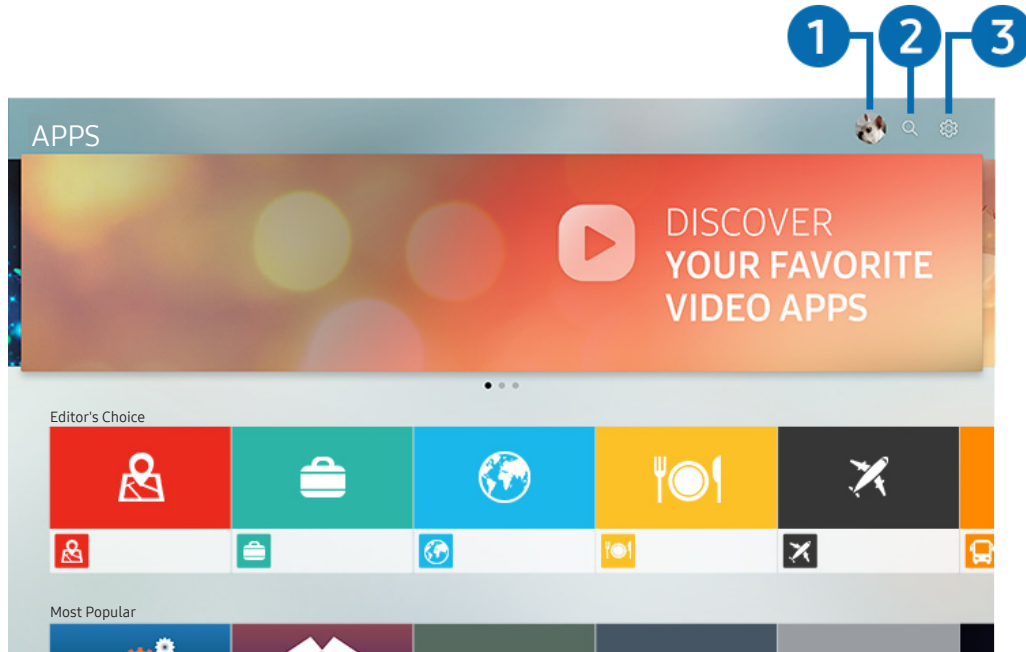 1 2 3
APPS
DISCOVER
YOUR FAVORITE
VIDEO APPS
Editor's Choice
Most Popular